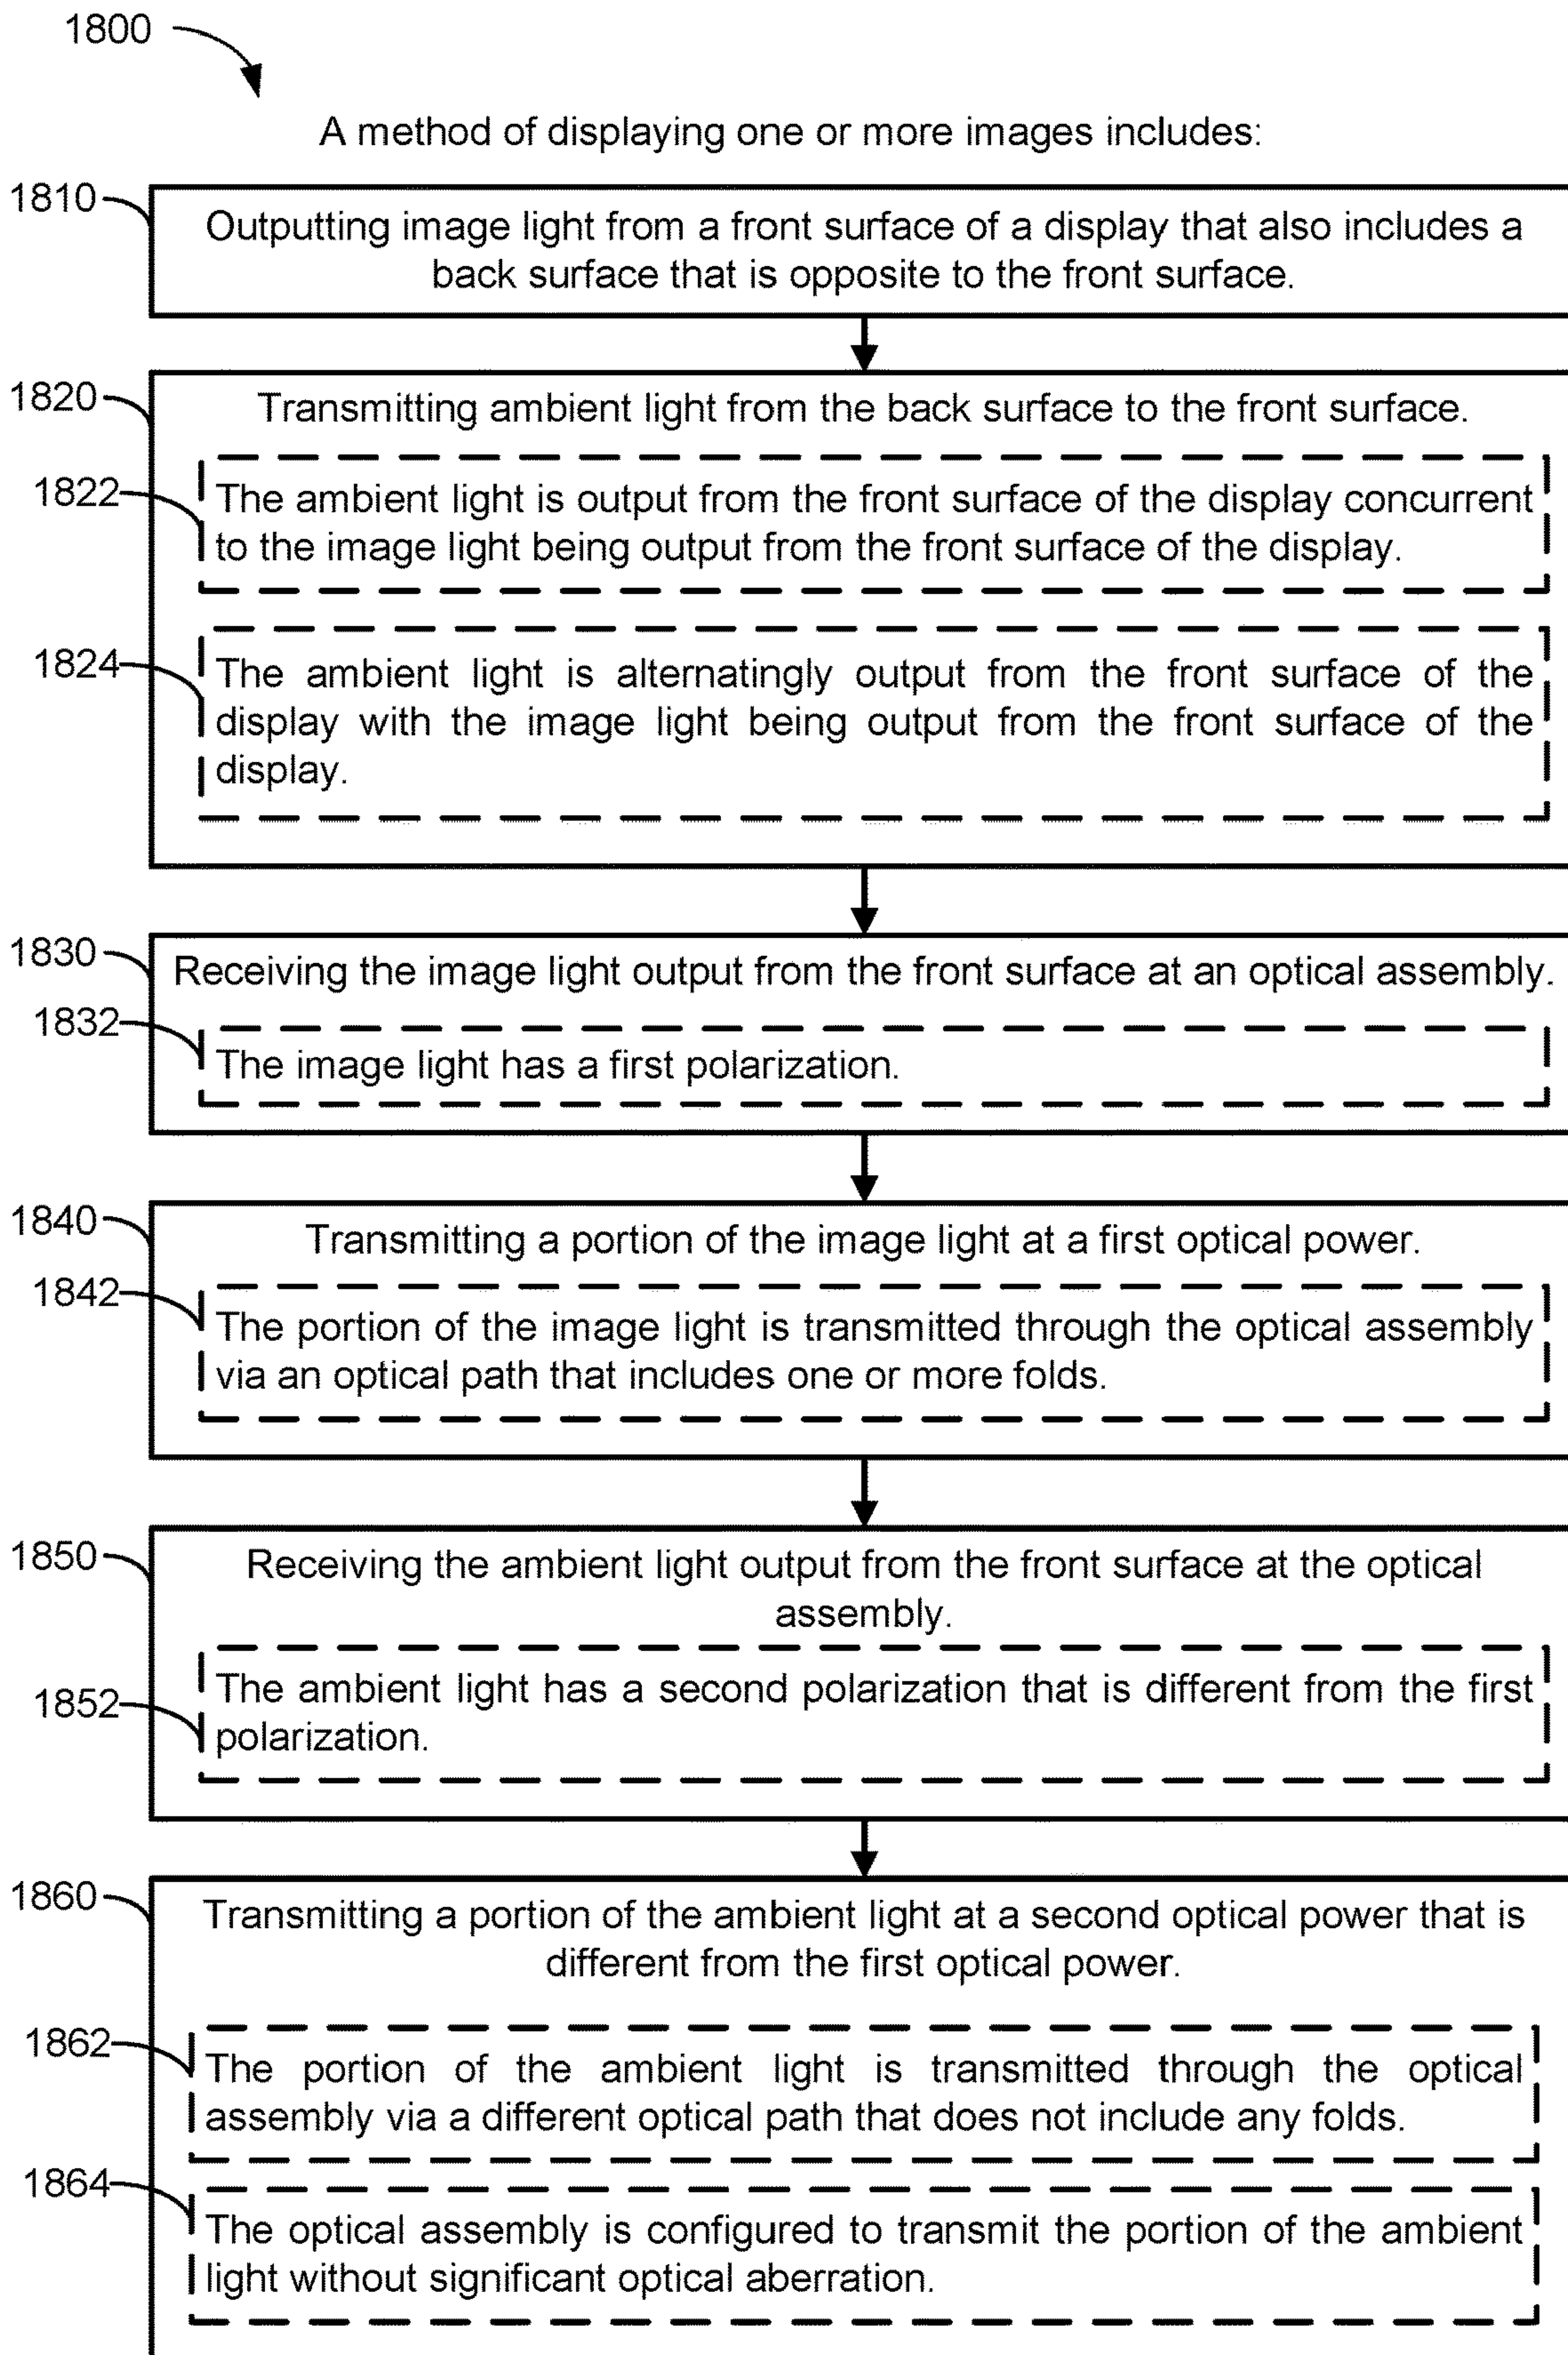 1800
A method of displaying one or more images includes:
1810
Outputting image light from a front surface of a display that also includes a
back surface that is opposite to the front surface.
1820
Transmitting ambient light from the back surface to the front surface.
1822
The ambient light is output from the front surface of the display concurrent
to the image light being output from the front surface of the display.
1824
The ambient light is alternatingly output from the front surface of the
display with the image light being output from the front surface of the
display.
1830
Receiving the image light output from the front surface at an optical assembly.
1832
The image light has a first polarization.
1840
Transmitting a portion of the image light at a first optical power.
1842
The portion of the image light is transmitted through the optical assembly
via an optical path that includes one or more folds.
1850
Receiving the ambient light output from the front surface at the optical
assembly.
1852
The ambient light has a second polarization that is different from the first
polarization.
1860
Transmitting a portion of the ambient light at a second optical power that is
different from the first optical power.
1862
The portion of the ambient light is transmitted through the optical
assembly via a different optical path that does not include any folds.
1864
The optical assembly is configured to transmit the portion of the ambient
light without significant optical aberration.